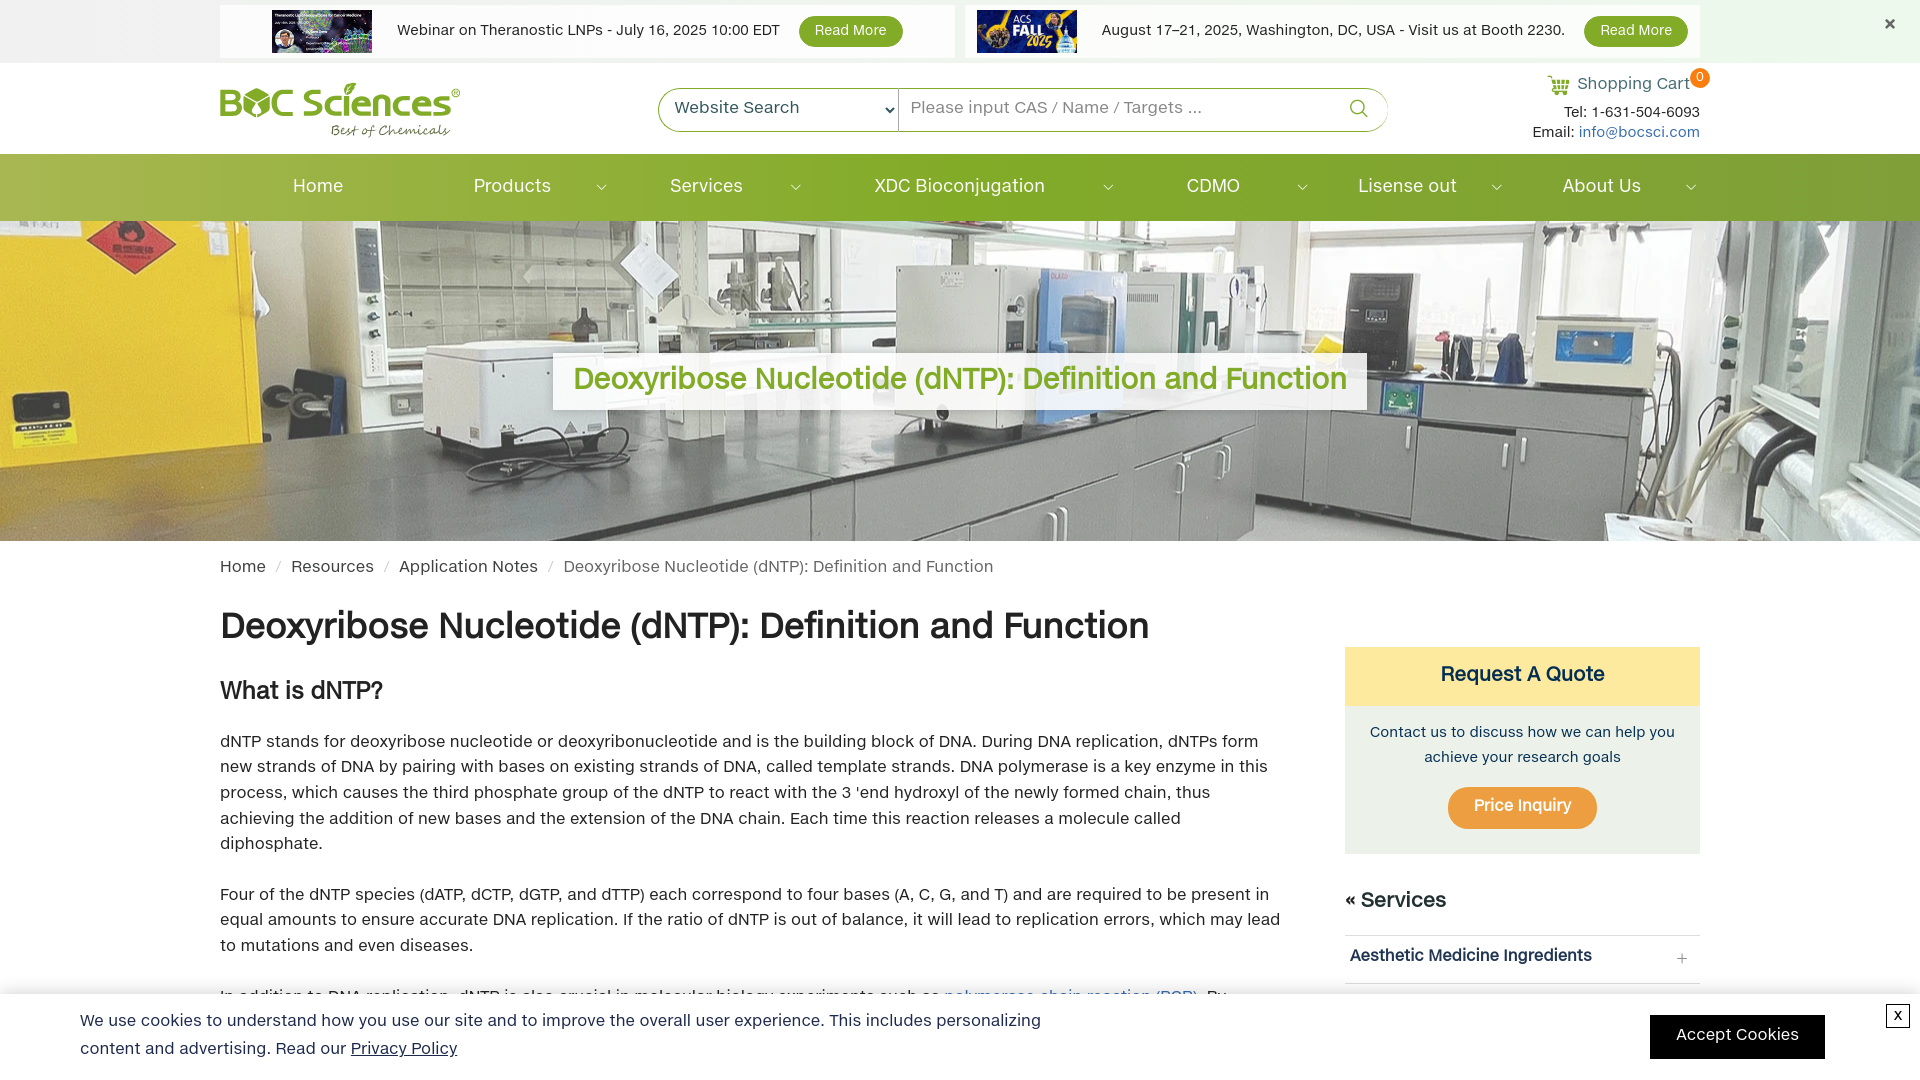 Webinar on Theranostic LNPs - July 16, 2025 10:00 EDT
Read More
ACS
FALL
2025
August 17–21, 2025, Washington, DC, USA - Visit us at Booth 2230.
Read More
×
BOC Sciences®
Best of Chemicals
Website Search
Please input CAS / Name / Targets ...
Shopping Cart 0
Tel: 1-631-504-6093
Email: info@bocsci.com
Home
Products
Services
XDC Bioconjugation
CDMO
Lisense out
About Us
Deoxyribose Nucleotide (dNTP): Definition and Function
Home / Resources / Application Notes / Deoxyribose Nucleotide (dNTP): Definition and Function
Deoxyribose Nucleotide (dNTP): Definition and Function
What is dNTP?
dNTP stands for deoxyribose nucleotide or deoxyribonucleotide and is the building block of DNA. During DNA replication, dNTPs form
new strands of DNA by pairing with bases on existing strands of DNA, called template strands. DNA polymerase is a key enzyme in this
process, which causes the third phosphate group of the dNTP to react with the 3 'end hydroxyl of the newly formed chain, thus
achieving the addition of new bases and the extension of the DNA chain. Each time this reaction releases a molecule called
diphosphate.
Four of the dNTP species (dATP, dCTP, dGTP, and dTTP) each correspond to four bases (A, C, G, and T) and are required to be present in
equal amounts to ensure accurate DNA replication. If the ratio of dNTP is out of balance, it will lead to replication errors, which may lead
to mutations and even diseases.
In addition to DNA replication, dNTP is also crucial in molecular biology experiments such as polymerase chain reaction (PCR). By
Request A Quote
Contact us to discuss how we can help you
achieve your research goals
Price Inquiry
« Services
Aesthetic Medicine Ingredients
+
We use cookies to understand how you use our site and to improve the overall user experience. This includes personalizing
content and advertising. Read our Privacy Policy
Accept Cookies
X